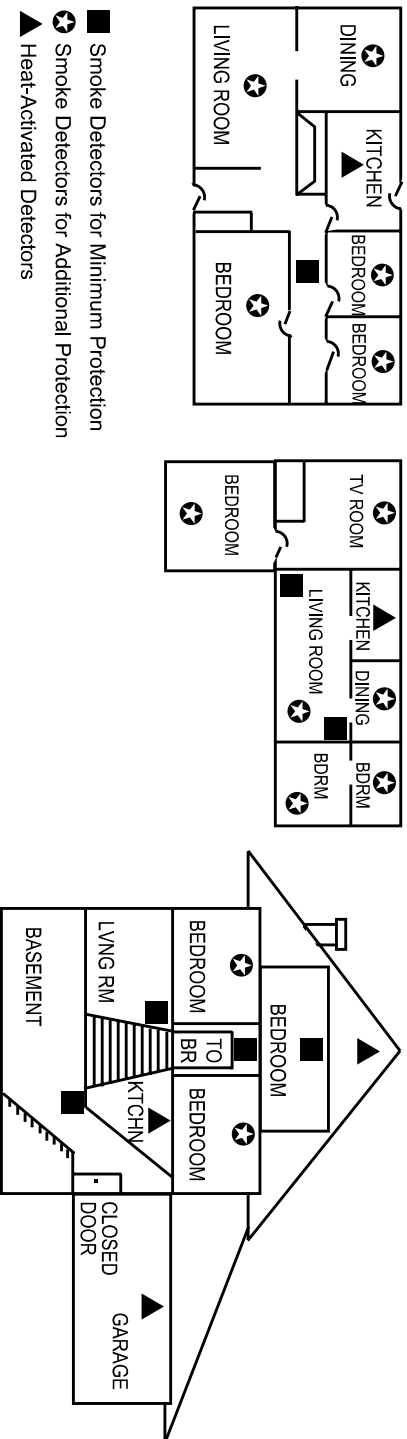 DINING
KITCHEN
BEDROOM
BEDROOM
LIVING ROOM
BEDROOM
TV ROOM
KITCHEN
DINING
BDRM
LIVING ROOM
BDRM
BEDROOM
BEDROOM
BEDROOM
TO
BR
BEDROOM
LVNG RM
KTCHN
BASEMENT
CLOSED
DOOR
GARAGE
Smoke Detectors for Minimum Protection
Smoke Detectors for Additional Protection
Heat-Activated Detectors